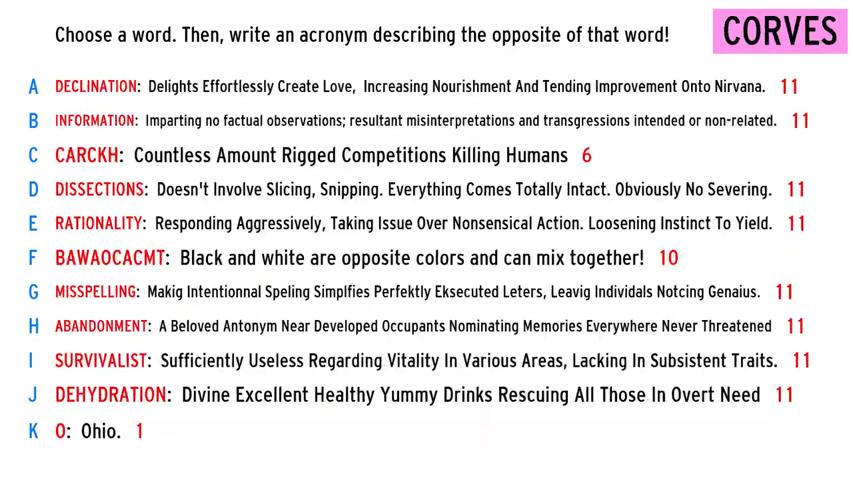 Choose a word. Then, write an acronym describing the opposite of that word! CORVES
A DECLINATION: Delights Effortlessly Create Love, Increasing Nourishment And Tending Improvement Onto Nirvana. 11
B INFORMATION: Imparting no factual observations; resultant misinterpretations and transgressions intended or non-related. 11
C CARCKH: Countless Amount Rigged Competitions Killing Humans 6
D DISSECTIONS: Doesn't Involve Slicing, Snipping. Everything Comes Totally Intact. Obviously No Severing. 11
E RATIONALITY: Responding Aggressively, Taking Issue Over Nonsensical Action. Loosening Instinct To Yield. 11
F BAWAOCACMT: Black and white are opposite colors and can mix together! 10
G MISSPELLING: Makig Intentionnal Speling Simplfies Perfektly Eksecuted Leters, Leavig Individals Notcing Genaius. 11
H ABANDONMENT: A Beloved Antonym Near Developed Occupants Nominating Memories Everywhere Never Threatened 11
I SURVIVALIST: Sufficiently Useless Regarding Vitality In Various Areas, Lacking In Subsistent Traits. 11
J DEHYDRATION: Divine Excellent Healthy Yummy Drinks Rescuing All Those In Overt Need 11
K O: Ohio. 1